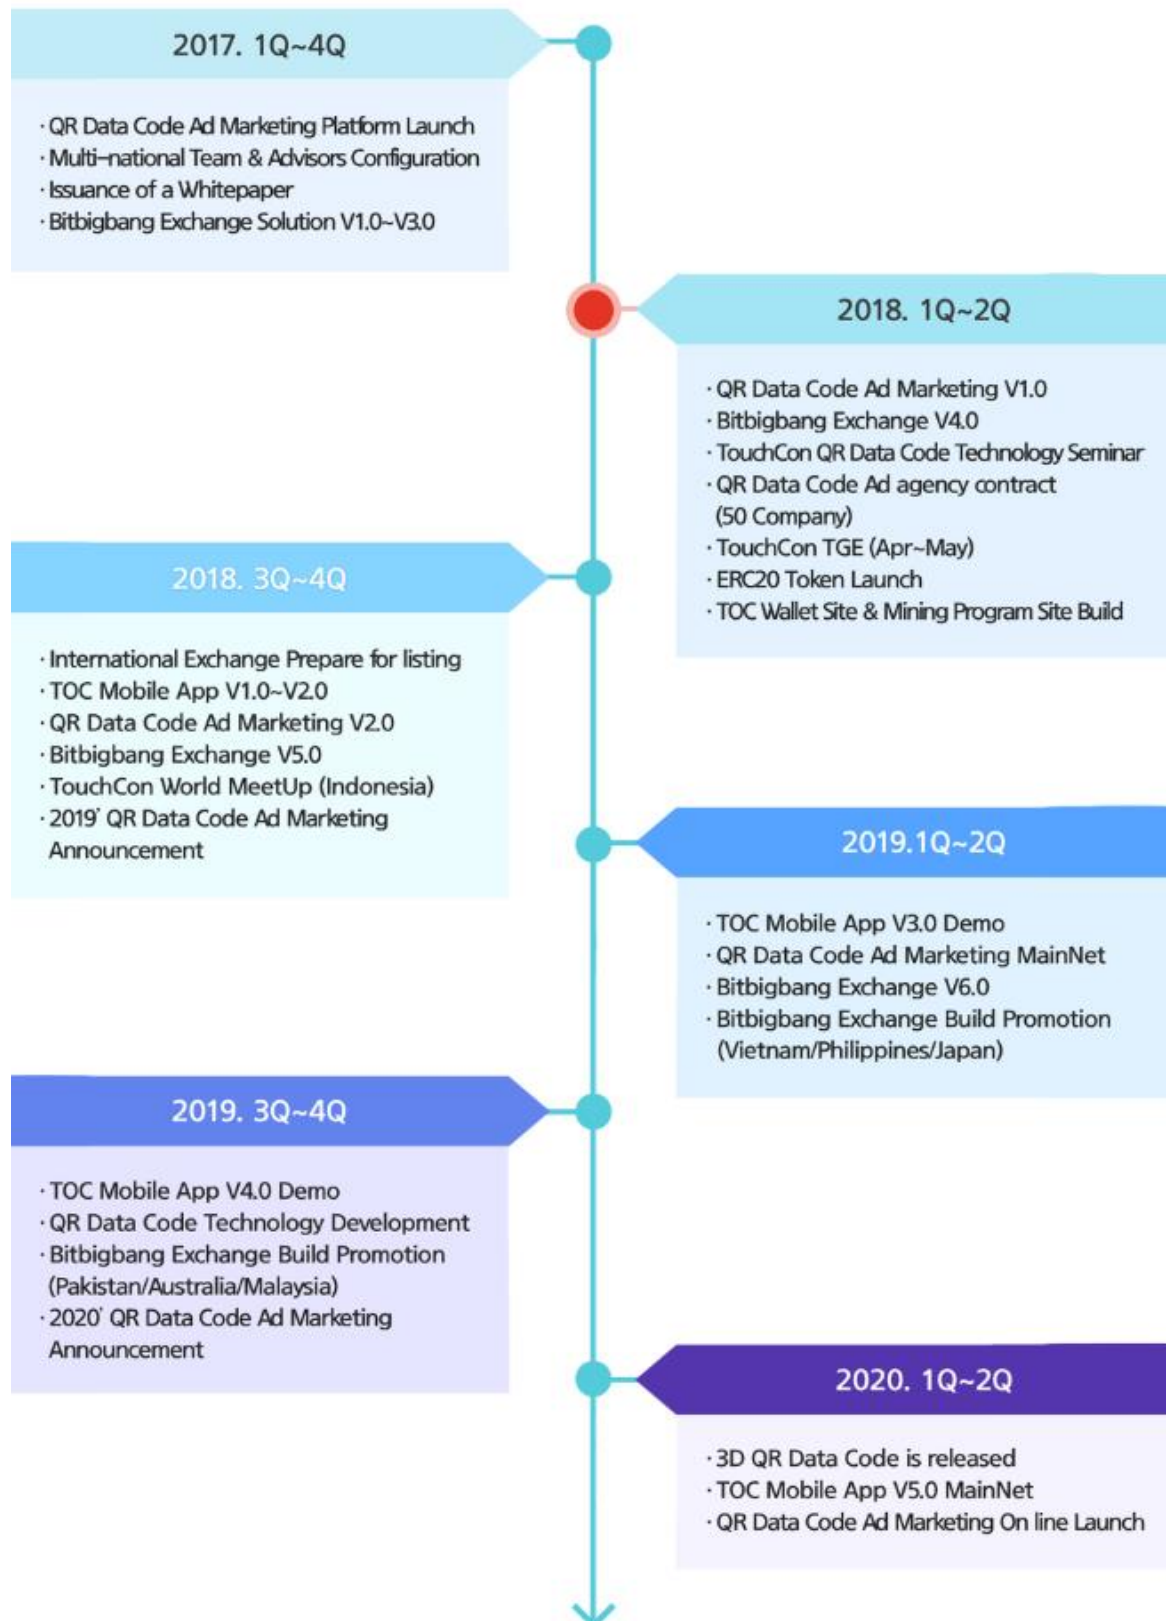 2017. 1Q~4Q
· QR Data Code Ad Marketing Platform Launch
· Multi-national Team & Advisors Configuration
· Issuance of a Whitepaper
· Bitbigbang Exchange Solution V1.0~V3.0
2018. 1Q~2Q
· QR Data Code Ad Marketing V1.0
· Bitbigbang Exchange V4.0
· TouchCon QR Data Code Technology Seminar
· QR Data Code Ad agency contract
(50 Company)
· TouchCon TGE (Apr~May)
· ERC20 Token Launch
· TOC Wallet Site & Mining Program Site Build
2018. 3Q~4Q
· International Exchange Prepare for listing
· TOC Mobile App V1.0~V2.0
· QR Data Code Ad Marketing V2.0
· Bitbigbang Exchange V5.0
· TouchCon World MeetUp (Indonesia)
· 2019' QR Data Code Ad Marketing
Announcement
2019.1Q~2Q
· TOC Mobile App V3.0 Demo
· QR Data Code Ad Marketing MainNet
· Bitbigbang Exchange V6.0
· Bitbigbang Exchange Build Promotion
(Vietnam/Philippines/Japan)
2019. 3Q~4Q
· TOC Mobile App V4.0 Demo
· QR Data Code Technology Development
· Bitbigbang Exchange Build Promotion
(Pakistan/Australia/Malaysia)
· 2020' QR Data Code Ad Marketing
Announcement
2020. 1Q~2Q
· 3D QR Data Code is released
· TOC Mobile App V5.0 MainNet
· QR Data Code Ad Marketing On line Launch